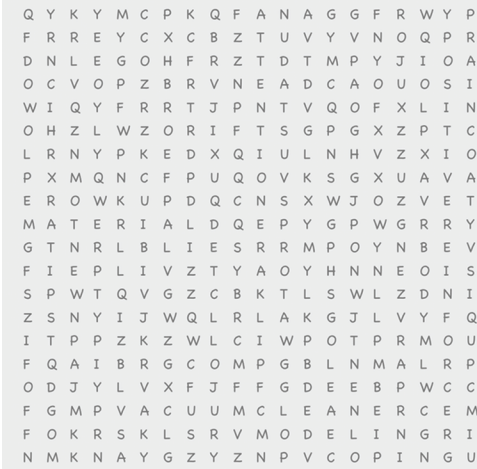 Q Y K Y M C P K Q F A N A G G F R W Y P
F R R E Y C X C B Z T U V Y V N O Q P R
D N L E G O H F R Z T D T M P Y J I O A
O C V O P Z B R V N E A D C A O U O S I
W I Q Y F R R T J P N T V Q O F X L I N
O H Z L W Z O R I F T S G P G X Z P T C
L R N Y P K E D X Q I U L N H V Z X I O
P X M Q N C F P U Q O V K S G X U A V A
E R O W K U P D Q C N S X W J O Z V E T
M A T E R I A L D Q E P Y G P W G R R Y
G T N R L B L I E S R R M P O Y N B E V
F I E P L I V Z T Y A O Y H N N E O I S
S P W T Q V G Z C B K T L S W L Z D N I
Z S N Y I J W Q L R L A K G J L V Y F Q
I T P P Z K Z W L C I W P O T P R M O U
F Q A I B R G C O M P G B L N M A L R P
O D J Y L V X F J F F G D E E B P W C C
F G M P V A C U U M C L E A N E R C E M
F O K R S K L S R V M O D E L I N G R I
N M K N A Y G Z Y Z N P V C O P I N G U